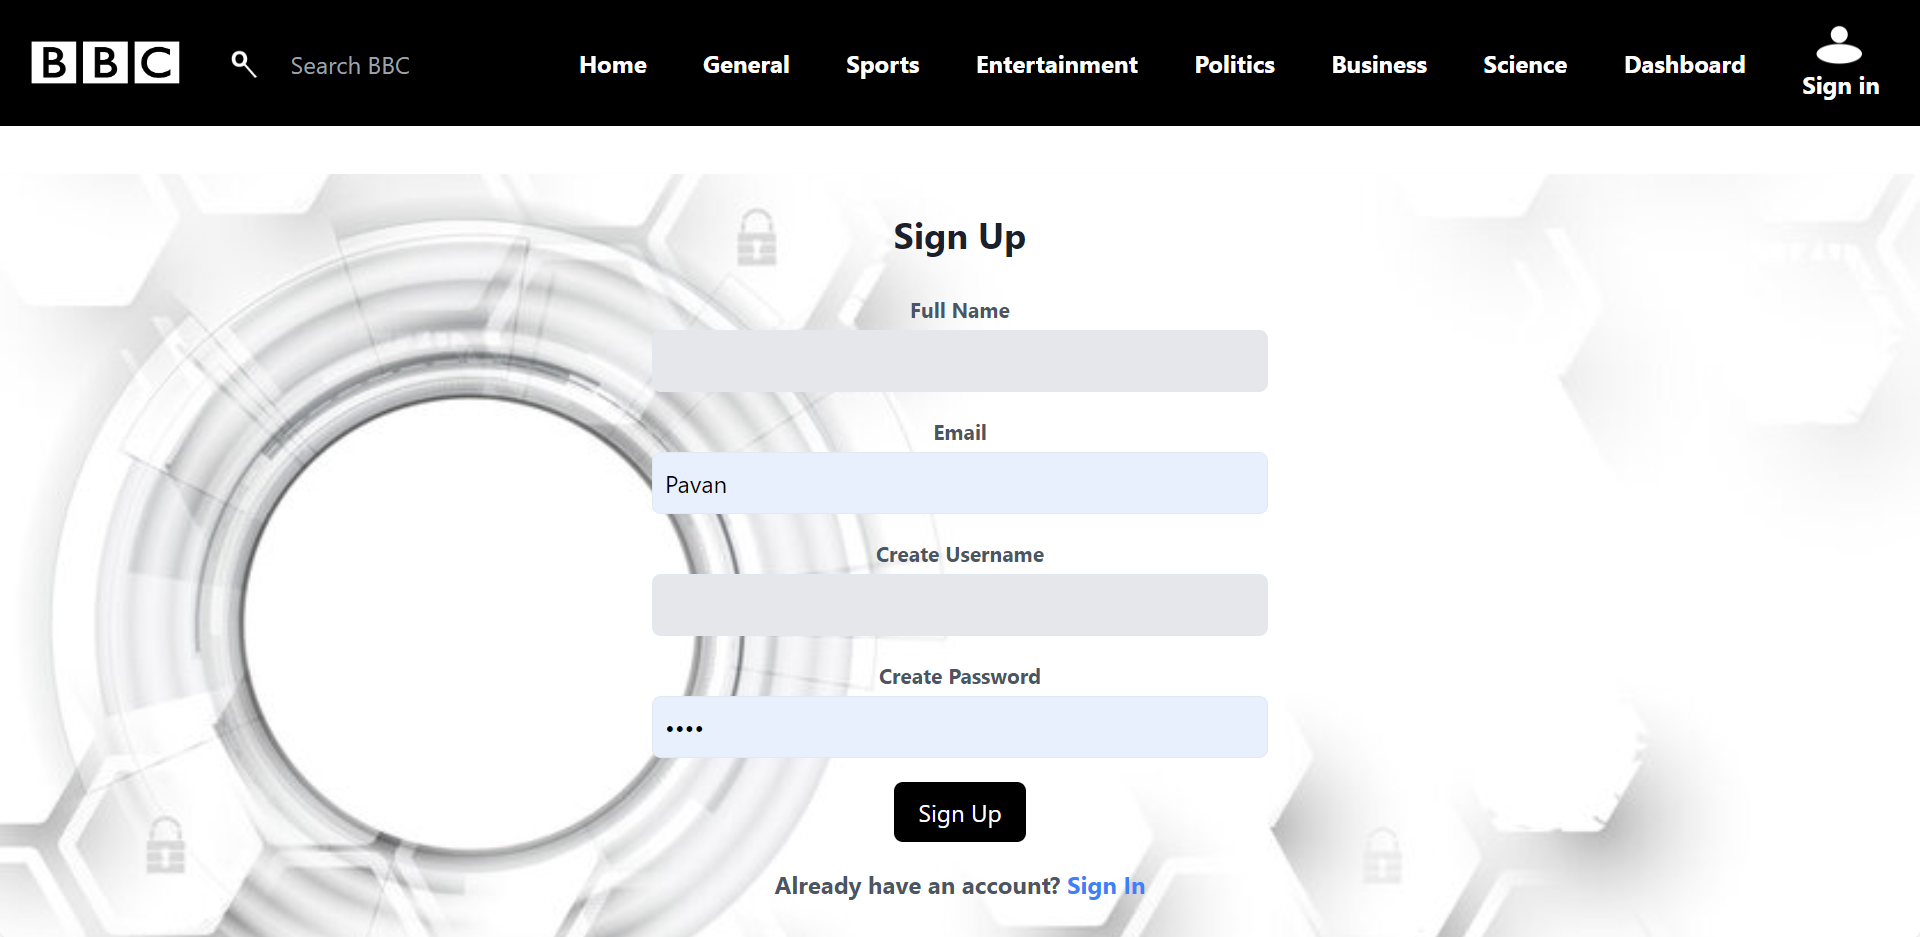 BBC
Search BBC
Home General Sports Entertainment Politics Business Science Dashboard
Sign in
Sign Up
Full Name
Email
Pavan
Create Username
Create Password
••••
Sign Up
Already have an account? Sign In